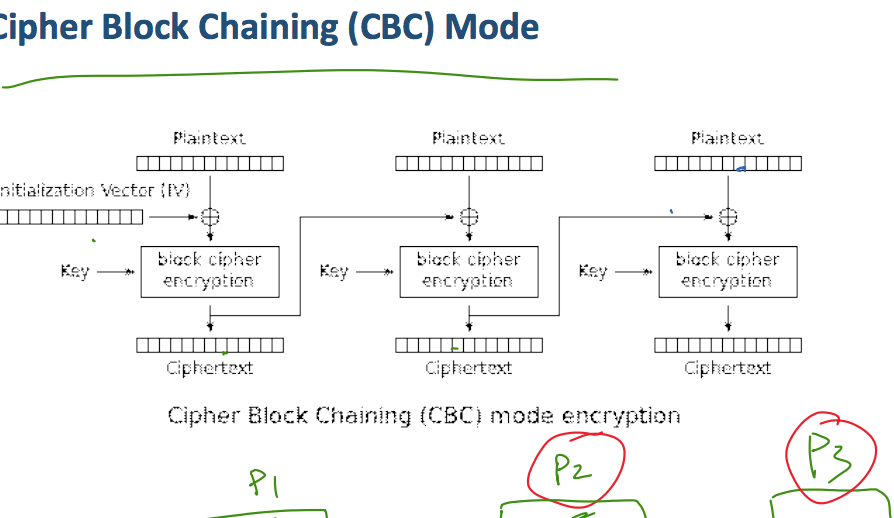 Cipher Block Chaining (CBC) Mode
Plaintext Plaintext Plaintext
nitialization Vector (IV)
Key block cipher encryption Key block cipher encryption Key block cipher encryption
Ciphertext Ciphertext Ciphertext
Cipher Block Chaining (CBC) mode encryption
P1 P2 P3